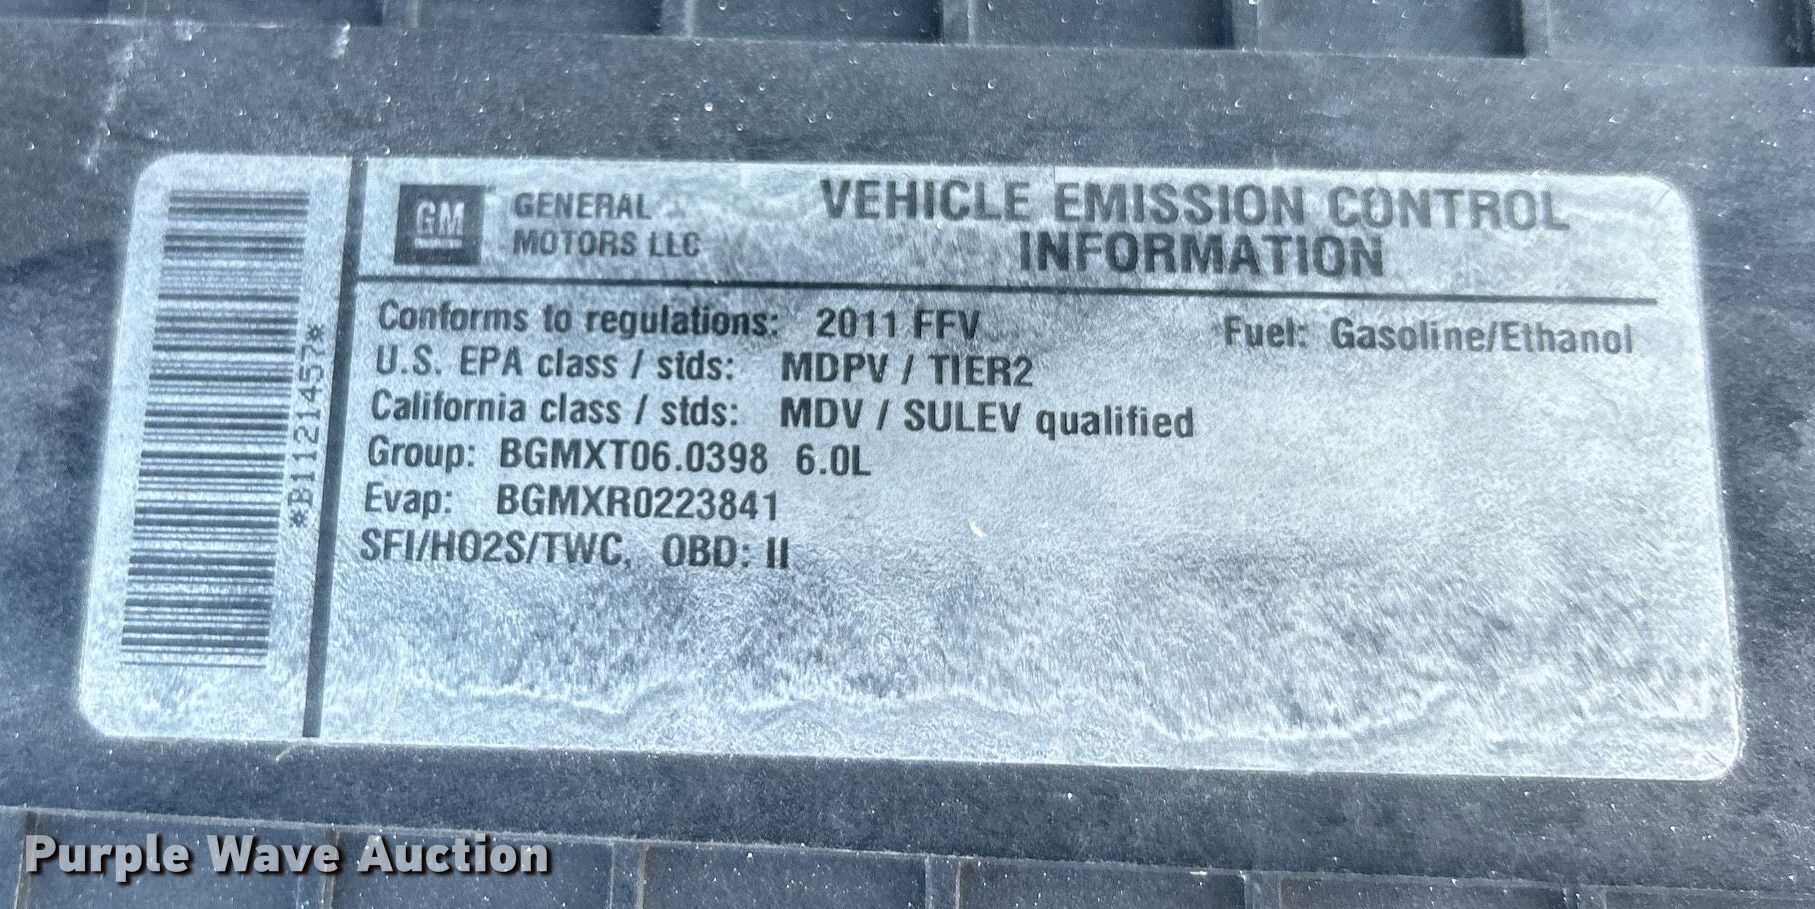 GM
GENERAL
MOTORS LLC
VEHICLE EMISSION CONTROL
INFORMATION
Conforms to regulations: 2011 FFV
Fuel: Gasoline/Ethanol
U.S. EPA class / stds: MDPV / TIER2
California class / stds: MDV / SULEV qualified
Group: BGMXT06.0398 6.0L
Evap: BGMXR0223841
SFI/HO2S/TWC, OBD: II
*B11121457*
Purple Wave Auction